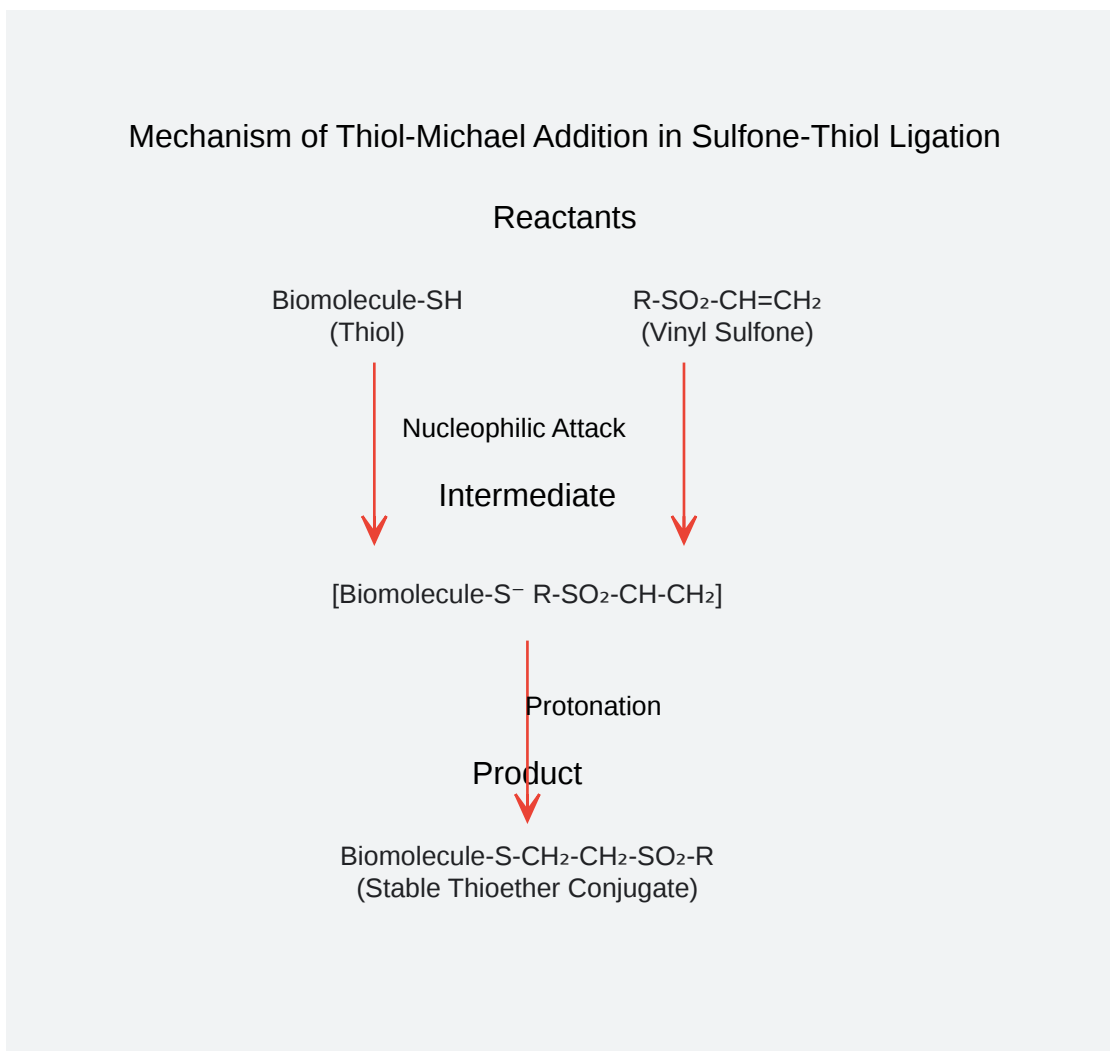 Mechanism of Thiol-Michael Addition in Sulfone-Thiol Ligation
Reactants
Biomolecule-SH
(Thiol)
R-SO₂-CH=CH₂
(Vinyl Sulfone)
Nucleophilic Attack
Intermediate
[Biomolecule-S⁻ R-SO₂-CH-CH₂]
Protonation
Product
Biomolecule-S-CH₂-CH₂-SO₂-R
(Stable Thioether Conjugate)